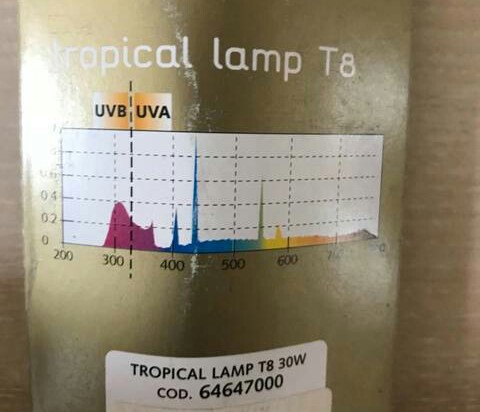 tropical lamp T8
UVB UVA
0.4
0.2
0
200 300 400 500 600
TROPICAL LAMP T8 30W
COD. 64647000